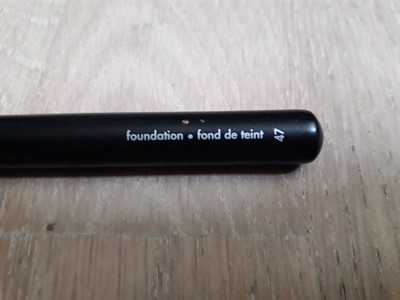 foundation • fond de teint
47